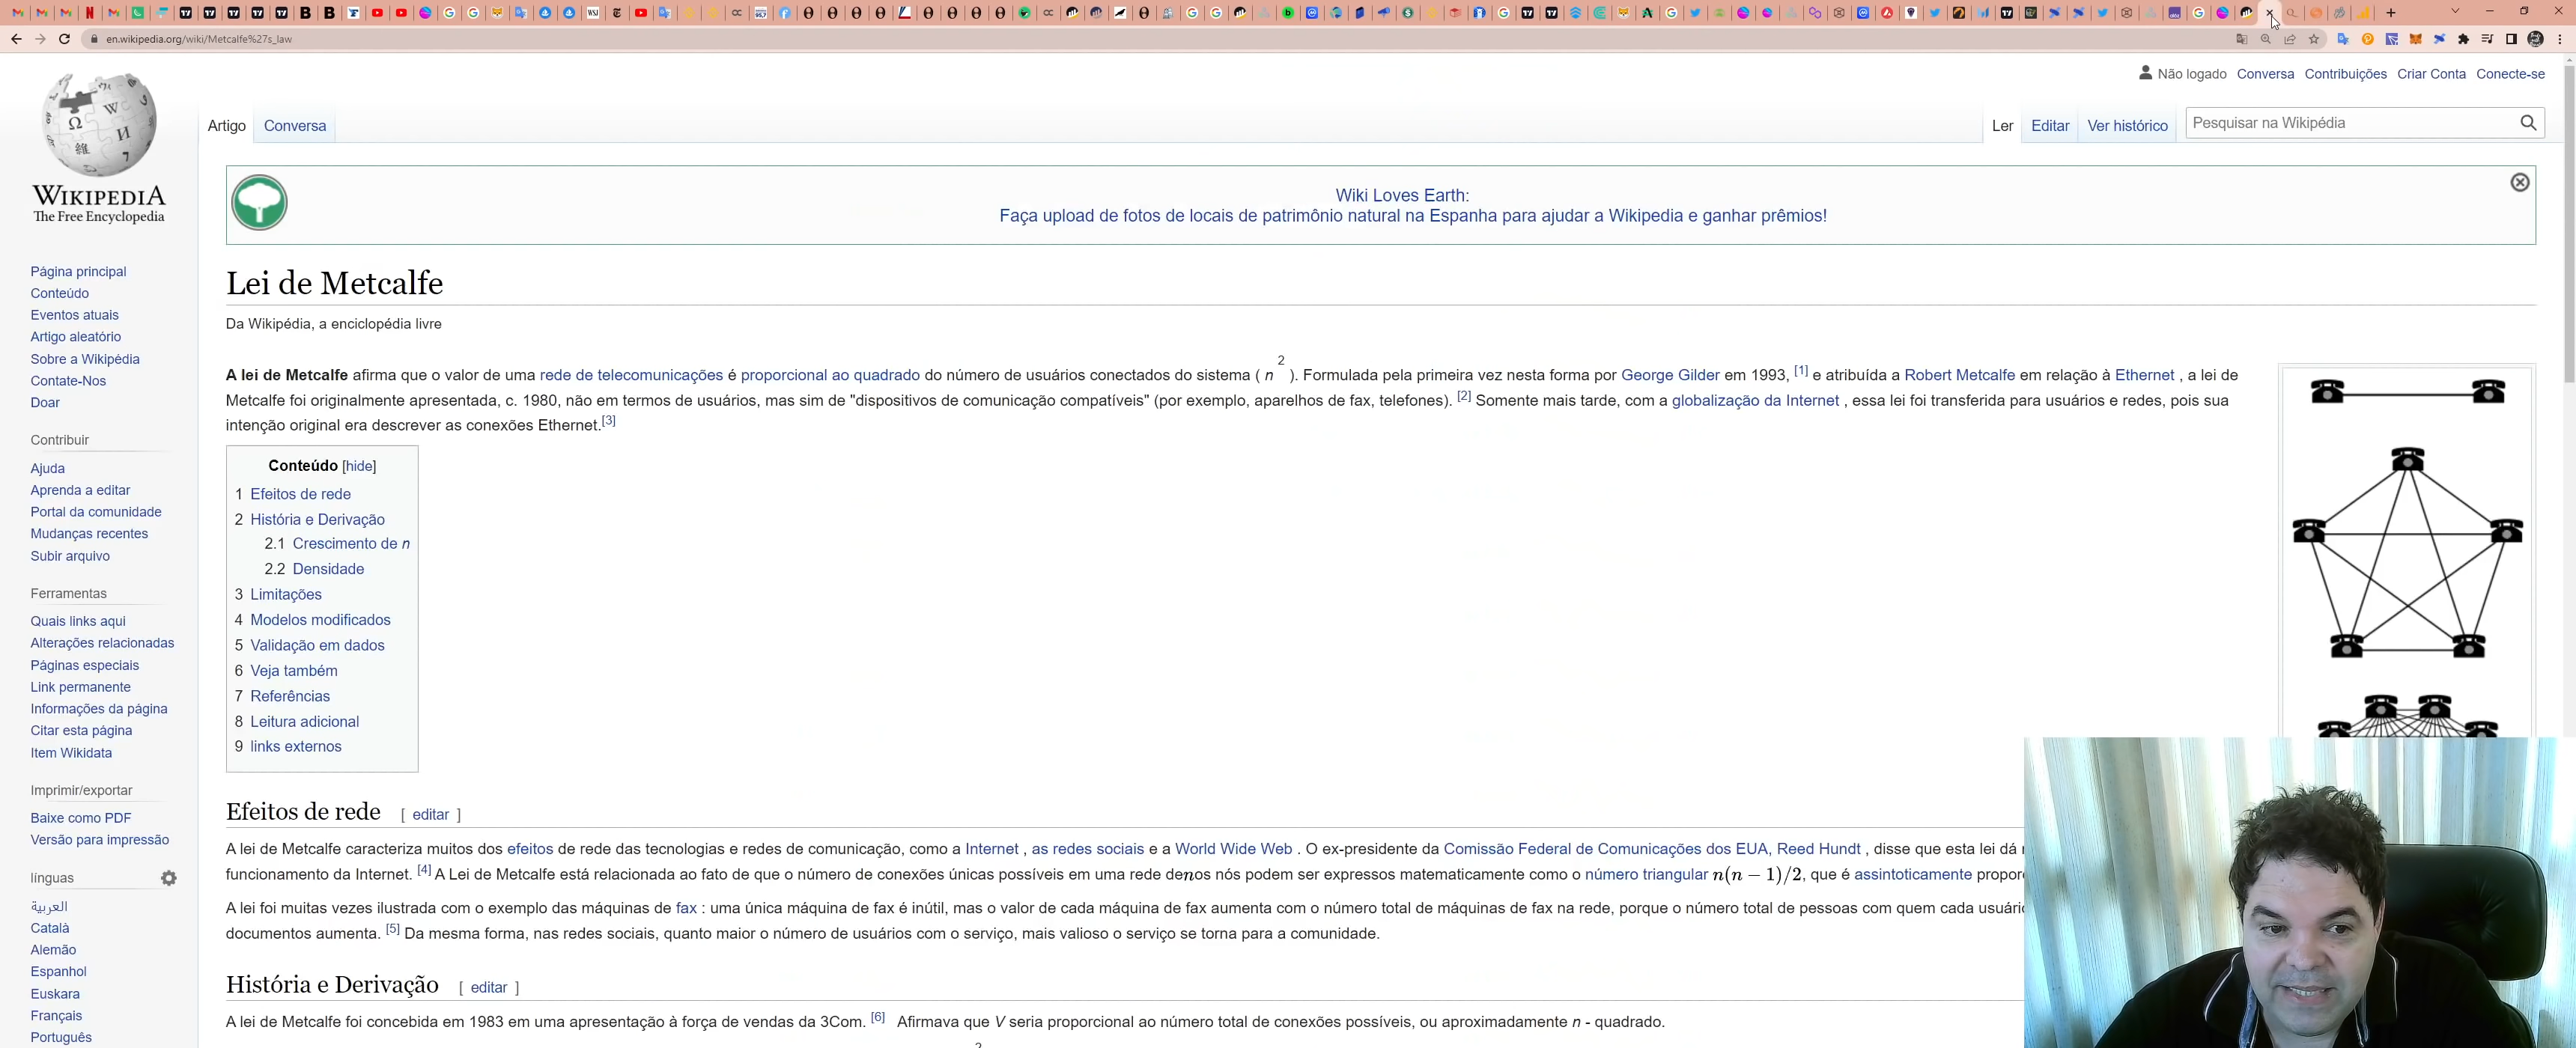 en.wikipedia.org/wiki/Metcalfe%27s_law
Não logado Conversa Contribuições Criar Conta Conecte-se
Artigo Conversa Ler Editar Ver histórico Pesquisar na Wikipédia
WIKIPEDIA
The Free Encyclopedia
Wiki Loves Earth:
Faça upload de fotos de locais de patrimônio natural na Espanha para ajudar a Wikipedia e ganhar prêmios!
Página principal
Conteúdo
Eventos atuais
Artigo aleatório
Sobre a Wikipédia
Contate-Nos
Doar
Contribuir
Ajuda
Aprenda a editar
Portal da comunidade
Mudanças recentes
Subir arquivo
Ferramentas
Quais links aqui
Alterações relacionadas
Páginas especiais
Link permanente
Informações da página
Citar esta página
Item Wikidata
Imprimir/exportar
Baixe como PDF
Versão para impressão
línguas
العربية
Català
Alemão
Espanhol
Euskara
Français
Português
Lei de Metcalfe
Da Wikipédia, a enciclopédia livre
A lei de Metcalfe afirma que o valor de uma rede de telecomunicações é proporcional ao quadrado do número de usuários conectados do sistema ( n 2 ). Formulada pela primeira vez nesta forma por George Gilder em 1993, [1] e atribuída a Robert Metcalfe em relação à Ethernet , a lei de
Metcalfe foi originalmente apresentada, c. 1980, não em termos de usuários, mas sim de "dispositivos de comunicação compatíveis" (por exemplo, aparelhos de fax, telefones). [2] Somente mais tarde, com a globalização da Internet , essa lei foi transferida para usuários e redes, pois sua
intenção original era descrever as conexões Ethernet.[3]
Conteúdo [hide]
1 Efeitos de rede
2 História e Derivação
2.1 Crescimento de n
2.2 Densidade
3 Limitações
4 Modelos modificados
5 Validação em dados
6 Veja também
7 Referências
8 Leitura adicional
9 links externos
Efeitos de rede [ editar ]
A lei de Metcalfe caracteriza muitos dos efeitos de rede das tecnologias e redes de comunicação, como a Internet , as redes sociais e a World Wide Web . O ex-presidente da Comissão Federal de Comunicações dos EUA, Reed Hundt , disse que esta lei dá
funcionamento da Internet. [4] A Lei de Metcalfe está relacionada ao fato de que o número de conexões únicas possíveis em uma rede denos nós podem ser expressos matematicamente como o número triangular n(n − 1)/2, que é assintoticamente propor
A lei foi muitas vezes ilustrada com o exemplo das máquinas de fax : uma única máquina de fax é inútil, mas o valor de cada máquina de fax aumenta com o número total de máquinas de fax na rede, porque o número total de pessoas com quem cada usuário
documentos aumenta. [5] Da mesma forma, nas redes sociais, quanto maior o número de usuários com o serviço, mais valioso o serviço se torna para a comunidade.
História e Derivação [ editar ]
A lei de Metcalfe foi concebida em 1983 em uma apresentação à força de vendas da 3Com. [6] Afirmava que V seria proporcional ao número total de conexões possíveis, ou aproximadamente n - quadrado.
2